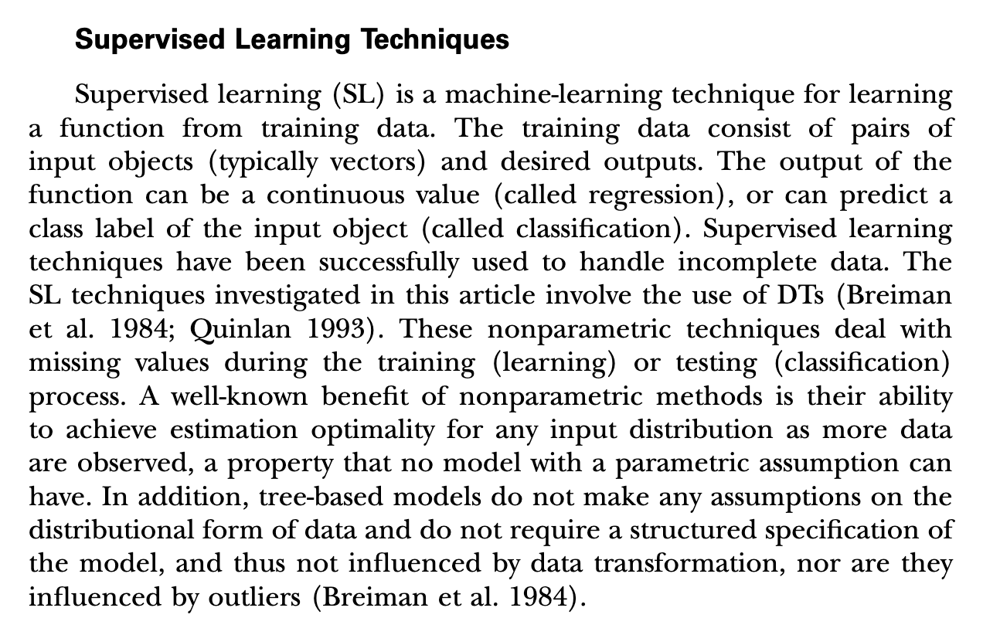 Supervised Learning Techniques
Supervised learning (SL) is a machine-learning technique for learning
a function from training data. The training data consist of pairs of
input objects (typically vectors) and desired outputs. The output of the
function can be a continuous value (called regression), or can predict a
class label of the input object (called classification). Supervised learning
techniques have been successfully used to handle incomplete data. The
SL techniques investigated in this article involve the use of DTs (Breiman
et al. 1984; Quinlan 1993). These nonparametric techniques deal with
missing values during the training (learning) or testing (classification)
process. A well-known benefit of nonparametric methods is their ability
to achieve estimation optimality for any input distribution as more data
are observed, a property that no model with a parametric assumption can
have. In addition, tree-based models do not make any assumptions on the
distributional form of data and do not require a structured specification of
the model, and thus not influenced by data transformation, nor are they
influenced by outliers (Breiman et al. 1984).